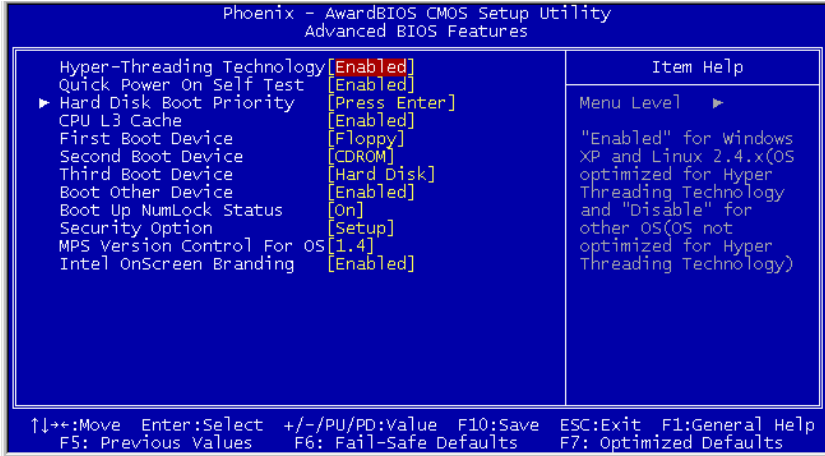 Phoenix - AwardBIOS CMOS Setup Utility
Advanced BIOS Features
Hyper-Threading Technology[Enabled]
Quick Power On Self Test [Enabled]
► Hard Disk Boot Priority [Press Enter]
CPU L3 Cache [Enabled]
First Boot Device [Floppy]
Second Boot Device [CDROM]
Third Boot Device [Hard Disk]
Boot Other Device [Enabled]
Boot Up NumLock Status [On]
Security Option [Setup]
MPS Version Control For OS[1.4]
Intel OnScreen Branding [Enabled]
Item Help
Menu Level ►
"Enabled" for Windows
XP and Linux 2.4.x(OS
optimized for Hyper
Threading Technology
and "Disable" for
other OS(OS not
optimized for Hyper
Threading Technology)
↑↓→←:Move Enter:Select +/-/PU/PD:Value F10:Save ESC:Exit F1:General Help
F5: Previous Values F6: Fail-Safe Defaults F7: Optimized Defaults